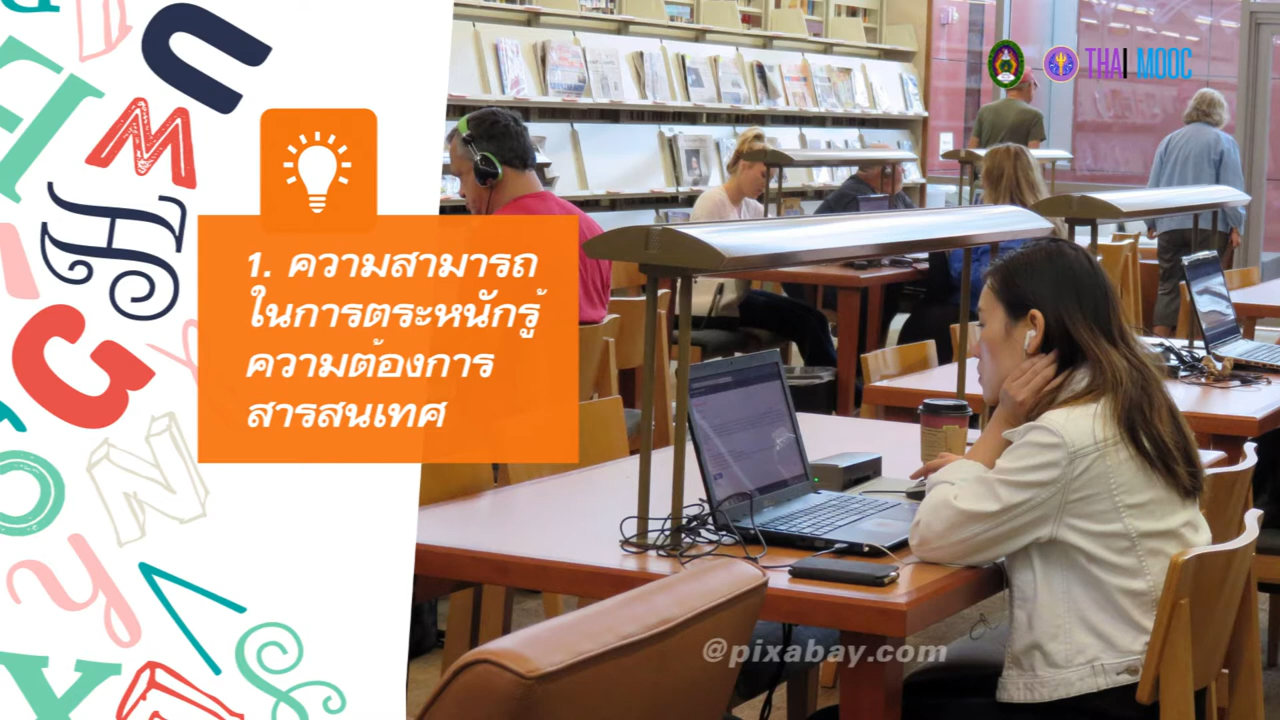 THAI MOOC
1. ความสามารถ
ในการตระหนักรู้
ความต้องการ
สารสนเทศ
@pixabay.com